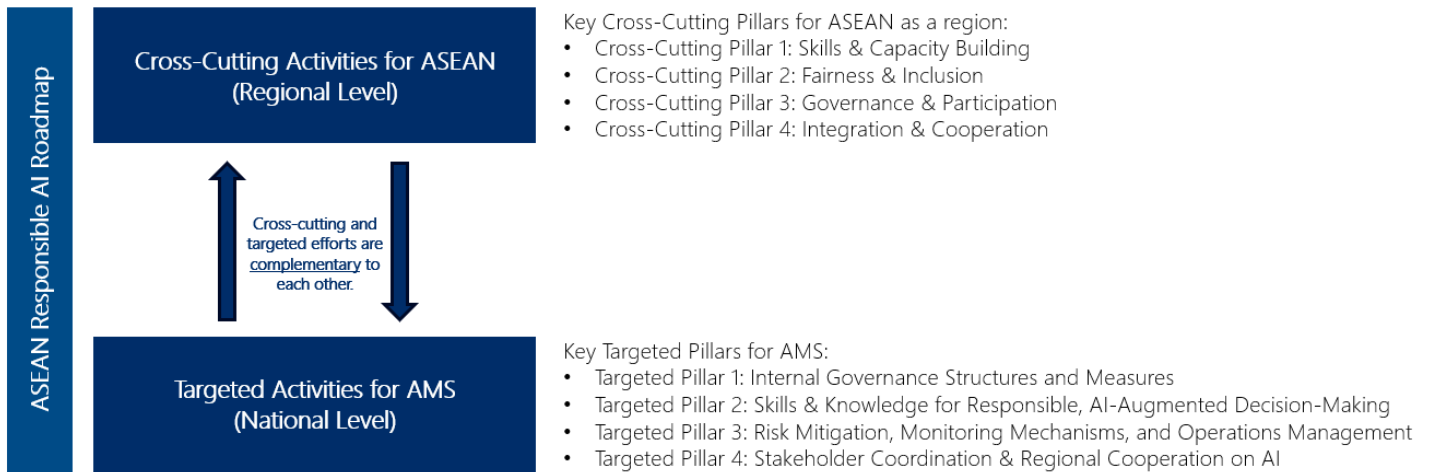 ASEAN Responsible AI Roadmap
Cross-Cutting Activities for ASEAN
(Regional Level)
Key Cross-Cutting Pillars for ASEAN as a region:
• Cross-Cutting Pillar 1: Skills & Capacity Building
• Cross-Cutting Pillar 2: Fairness & Inclusion
• Cross-Cutting Pillar 3: Governance & Participation
• Cross-Cutting Pillar 4: Integration & Cooperation
Cross-cutting and
targeted efforts are
complementary to
each other.
Targeted Activities for AMS
(National Level)
Key Targeted Pillars for AMS:
• Targeted Pillar 1: Internal Governance Structures and Measures
• Targeted Pillar 2: Skills & Knowledge for Responsible, AI-Augmented Decision-Making
• Targeted Pillar 3: Risk Mitigation, Monitoring Mechanisms, and Operations Management
• Targeted Pillar 4: Stakeholder Coordination & Regional Cooperation on AI